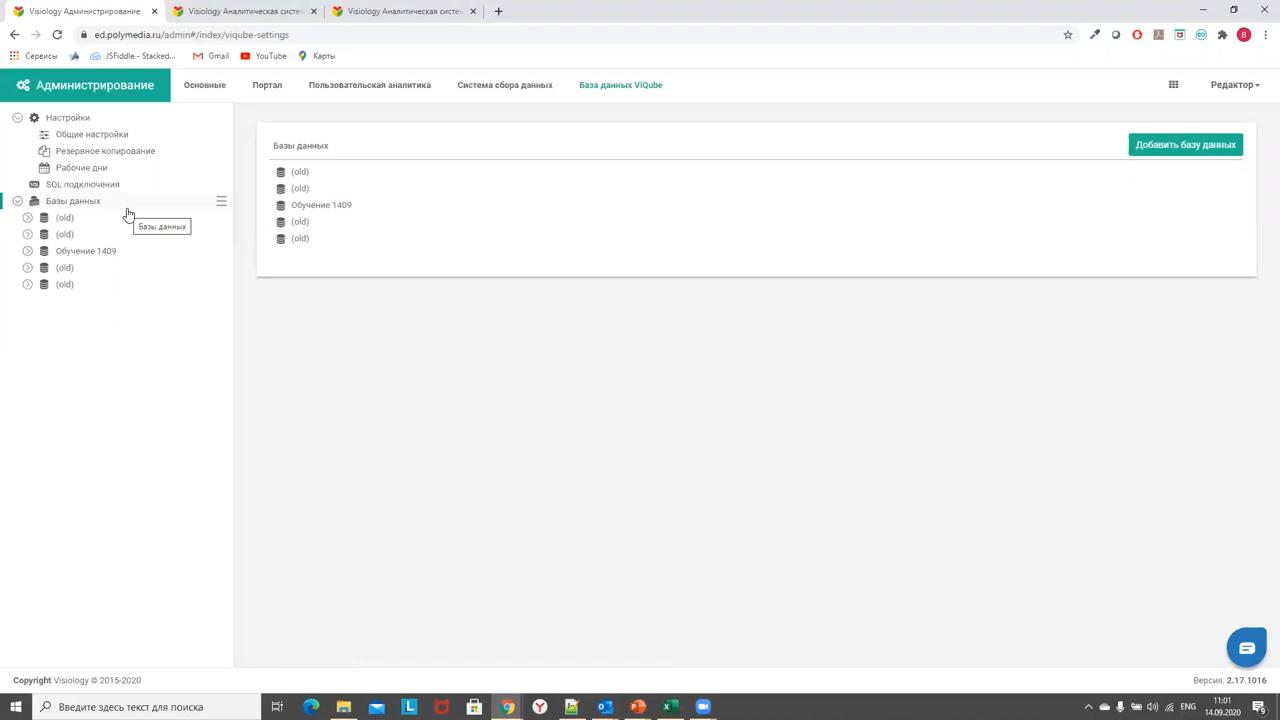 Visiology Администрирование
Visiology Аналитическая систем
Visiology Аналитическая систем
ed.polymedia.ru/admin#/index/viqube-settings
B
Сервисы
JSFiddle - Stacked...
Gmail
YouTube
Карты
Администрирование
Основные
Портал
Пользовательская аналитика
Система сбора данных
База данных ViQube
Редактор
Настройки
Общие настройки
Резервное копирование
Рабочие дни
SQL SQL подключения
Базы данных
(old)
(old)
Обучение 1409
(old)
(old)
Базы данных
Базы данных
Добавить базу данных
(old)
(old)
Обучение 1409
(old)
(old)
Copyright Visiology © 2015-2020
Версия: 2.17.1016
Введите здесь текст для поиска
ENG
11:01
14.09.2020